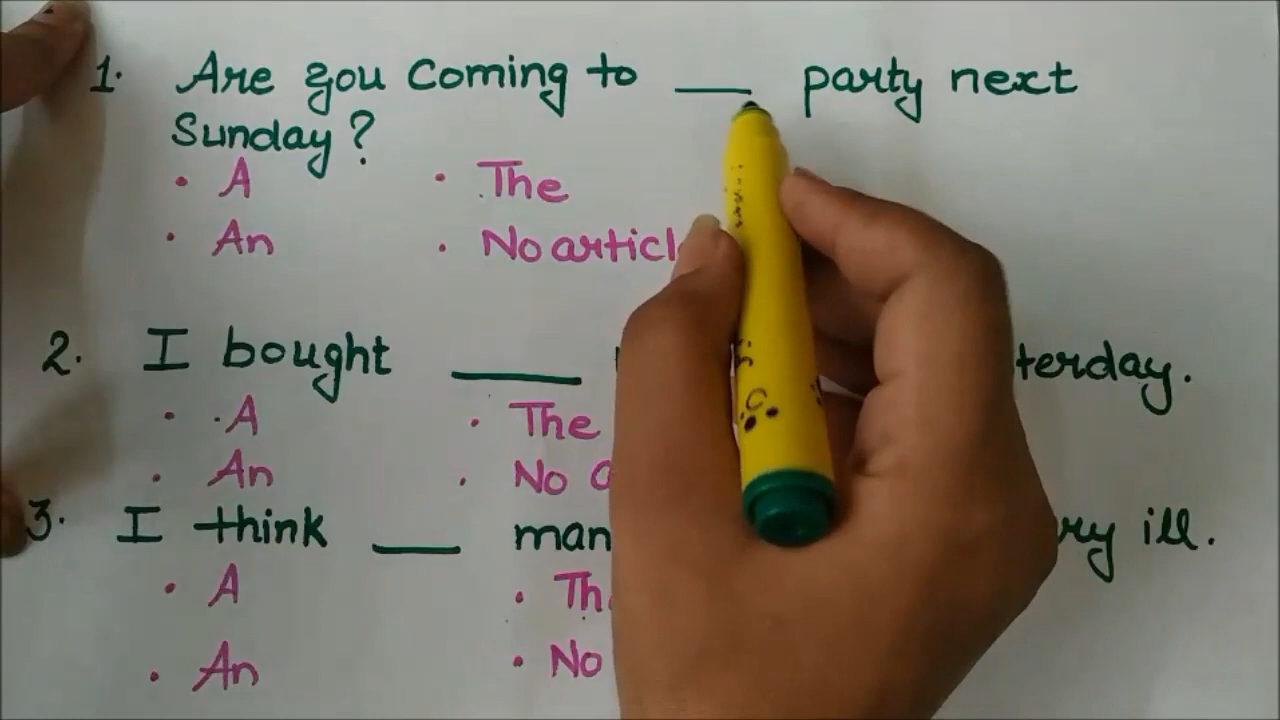 1. Are you coming to ___ party next
Sunday?
• A • The
• An • No articl
2. I bought ___ terday.
• A • The
• An • No a
3. I think ___ man ry ill.
• A • Th
• An • No